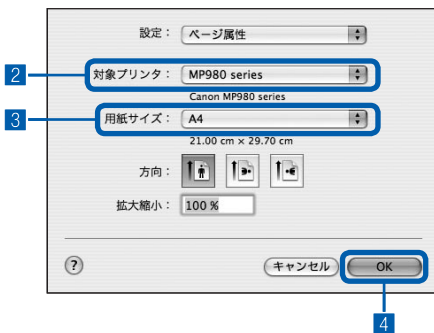 設定： ページ属性
2 対象プリンタ： MP980 series
Canon MP980 series
3 用紙サイズ： A4
21.00 cm × 29.70 cm
方向：
拡大縮小： 100 %
? キャンセル OK
4